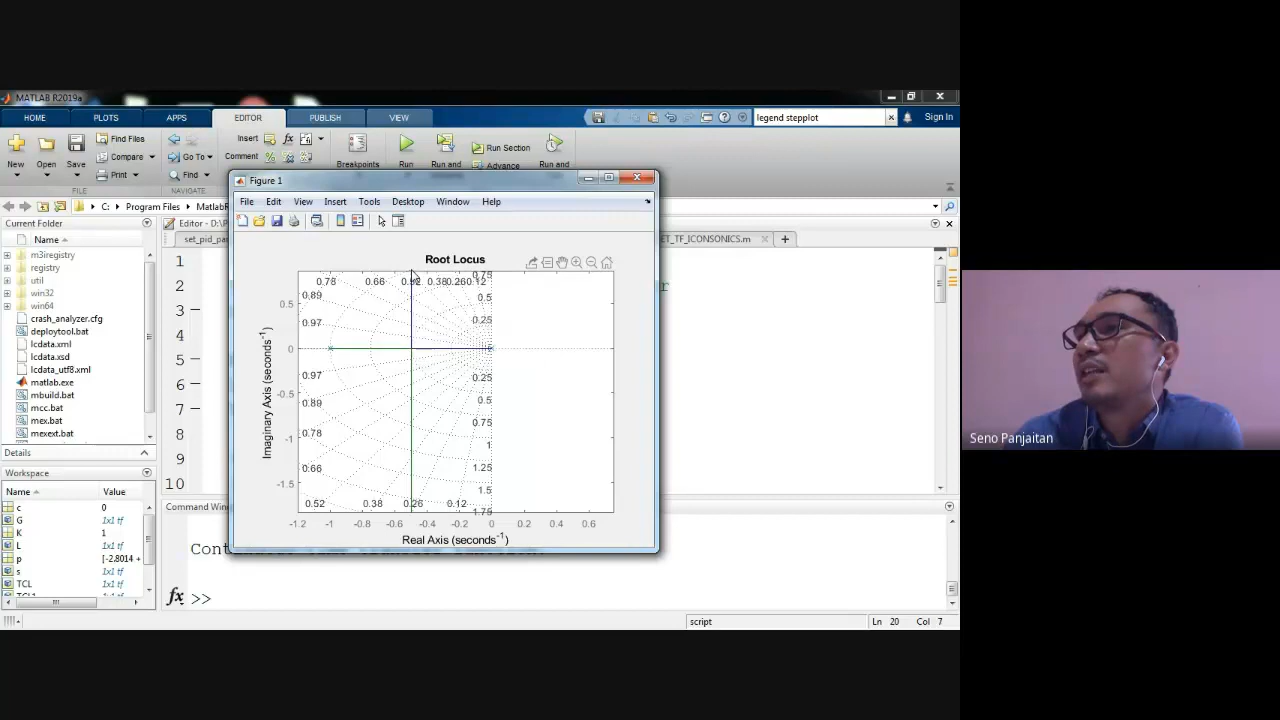 MATLAB R2019a
HOME PLOTS APPS EDITOR PUBLISH VIEW legend stepplot Sign In
New Open Save Find Files Compare Print Go To Find Insert fx Comment Breakpoints Run Run and Run Section Advance Run and
FILE NAVIGATE
C: Program Files
Current Folder
Name
m3iregistry
registry
util
win32
win64
crash_analyzer.cfg
deploytool.bat
lcdata.xml
lcdata.xsd
lcdata_utf8.xml
matlab.exe
mbuild.bat
mcc.bat
mex.bat
mexext.bat
Details
Workspace
Name Value
c 0
G 1x1 tf
K 1
L 1x1 tf
p [-2.8014 +
s 1x1 tf
TCL 1x1 tf
Editor - D:\P
ET_TF_ICONSONICS.m
1
2
3
4
5
6
7
8
9
10
Figure 1
File Edit View Insert Tools Desktop Window Help
Root Locus
0.78 0.66 0.38 0.26 0.12 0.75
0.89 0.5
0.97 0.25
0.97 0.25
0.89 0.5
0.78 0.75
1
0.66 1.25
1.5
0.52 0.38 0.26 0.12 1.75
0.5
0
-0.5
-1
-1.5
Imaginary Axis (seconds-1)
-1.2 -1 -0.8 -0.6 -0.4 -0.2 0 0.2 0.4 0.6
Real Axis (seconds-1)
Command Win
fx >>
script Ln 20 Col 7
Seno Panjaitan